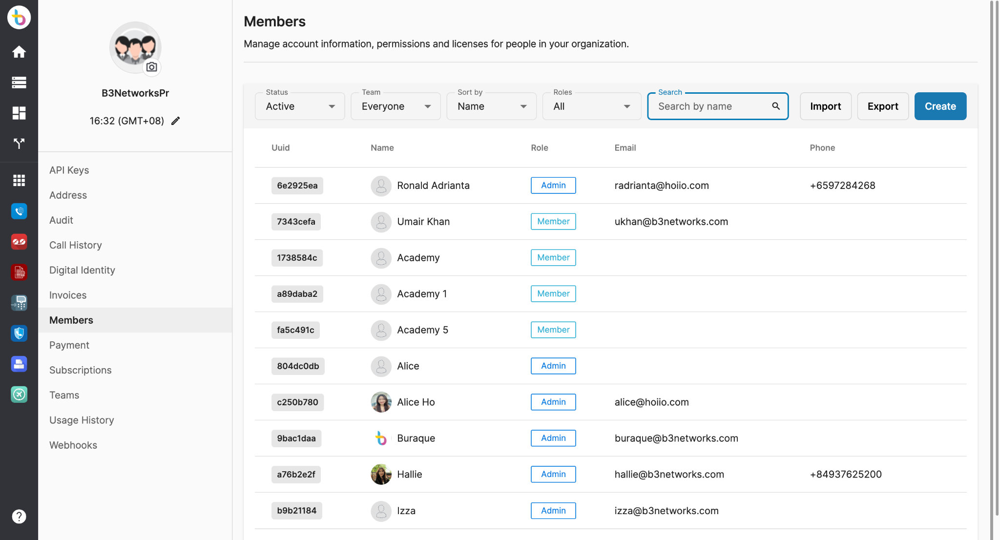 B3NetworksPr
16:32 (GMT+08)
API Keys
Address
Audit
Call History
Digital Identity
Invoices
Members
Payment
Subscriptions
Teams
Usage History
Webhooks
Members
Manage account information, permissions and licenses for people in your organization.
Status Team Sort by Roles Search
Active Everyone Name All Search by name Import Export Create
Uuid Name Role Email Phone
6e2925ea Ronald Adrianta Admin radrianta@hoiio.com +6597284268
7343cefa Umair Khan Member ukhan@b3networks.com
1738584c Academy Member
a89daba2 Academy 1 Member
fa5c491c Academy 5 Member
804dc0db Alice Admin
c250b780 Alice Ho Admin alice@hoiio.com
9bac1daa Buraque Admin buraque@b3networks.com
a76b2e2f Hallie Admin hallie@b3networks.com +84937625200
b9b21184 Izza Admin izza@b3networks.com